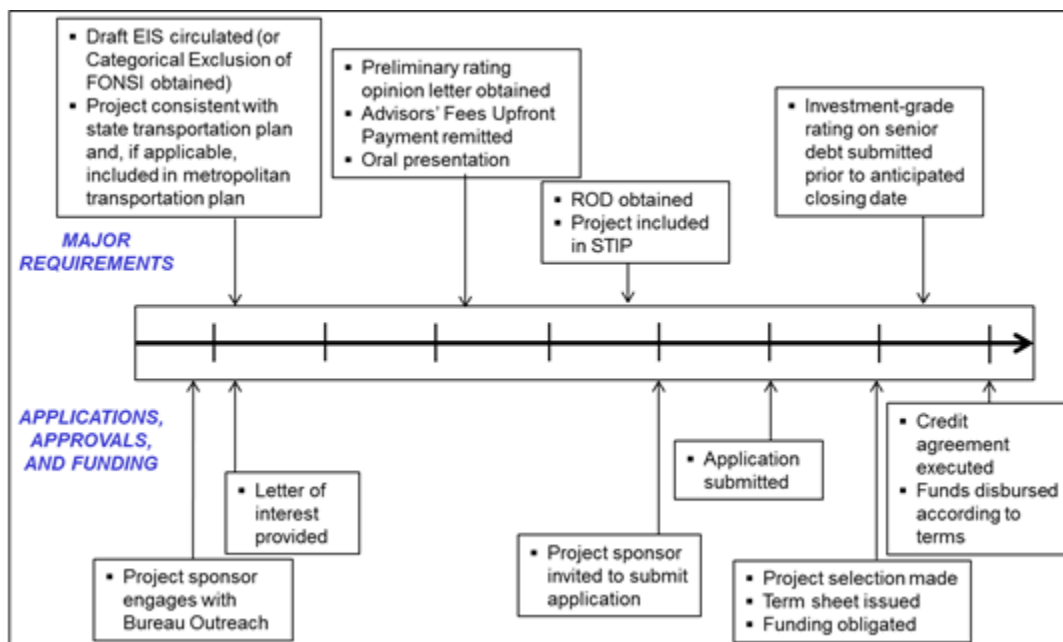 ▪ Draft EIS circulated (or
Categorical Exclusion of
FONSI obtained)
▪ Project consistent with
state transportation plan
and, if applicable,
included in metropolitan
transportation plan
▪ Preliminary rating
opinion letter obtained
▪ Advisors' Fees Upfront
Payment remitted
▪ Oral presentation
▪ ROD obtained
▪ Project included
in STIP
▪ Investment-grade
rating on senior
debt submitted
prior to anticipated
closing date
MAJOR
REQUIREMENTS
APPLICATIONS,
APPROVALS,
AND FUNDING
▪ Project sponsor
engages with
Bureau Outreach
▪ Letter of
interest
provided
▪ Project sponsor
invited to submit
application
▪ Application
submitted
▪ Project selection made
▪ Term sheet issued
▪ Funding obligated
▪ Credit
agreement
executed
▪ Funds disbursed
according to
terms